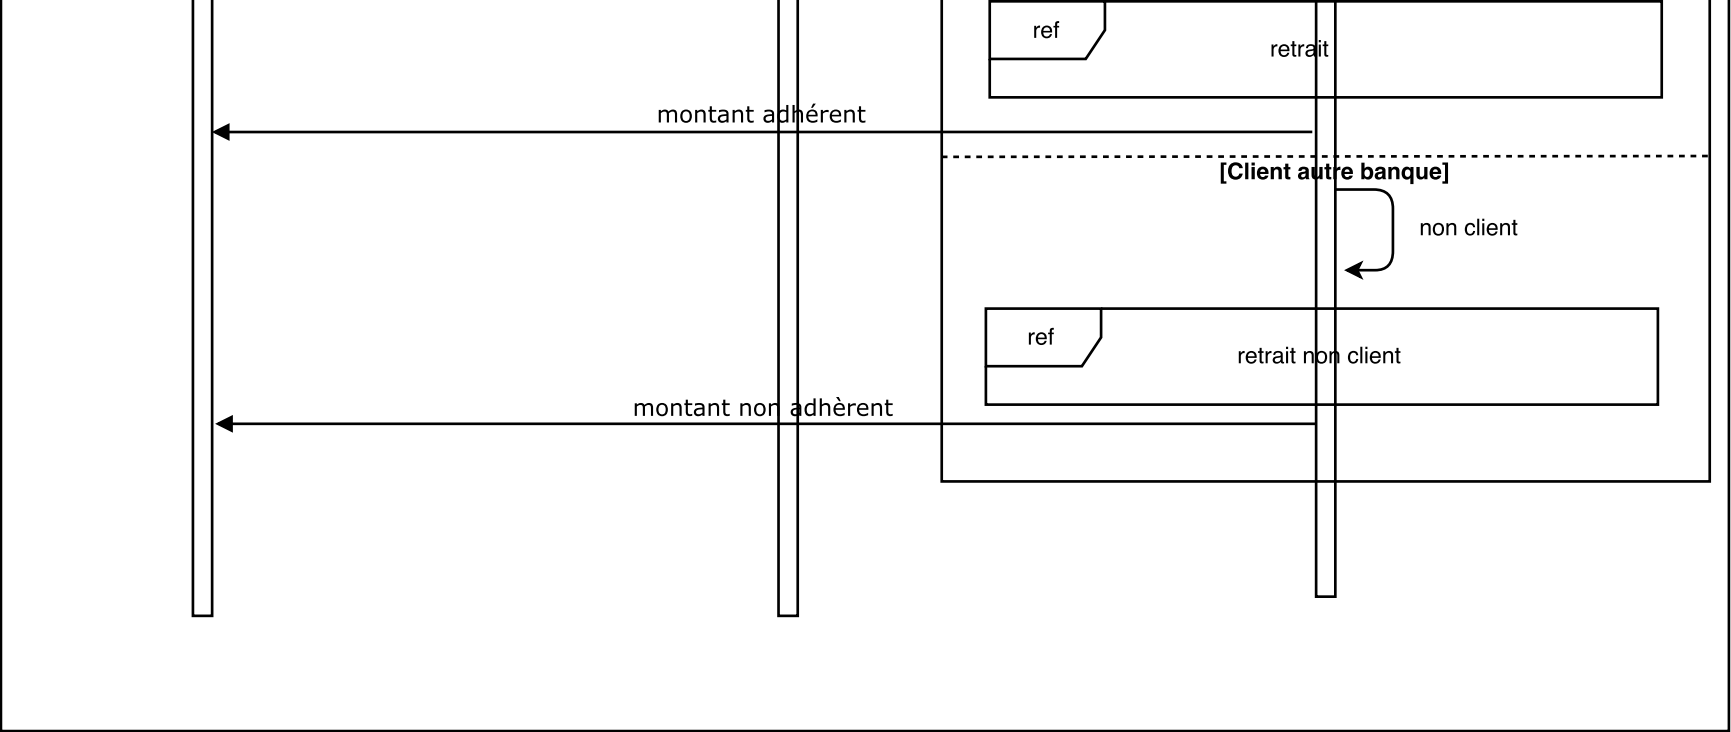 ref
retrait
montant adhérent
[Client autre banque]
non client
ref
retrait non client
montant non adhèrent